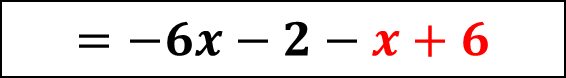 = −6x − 2 − x + 6